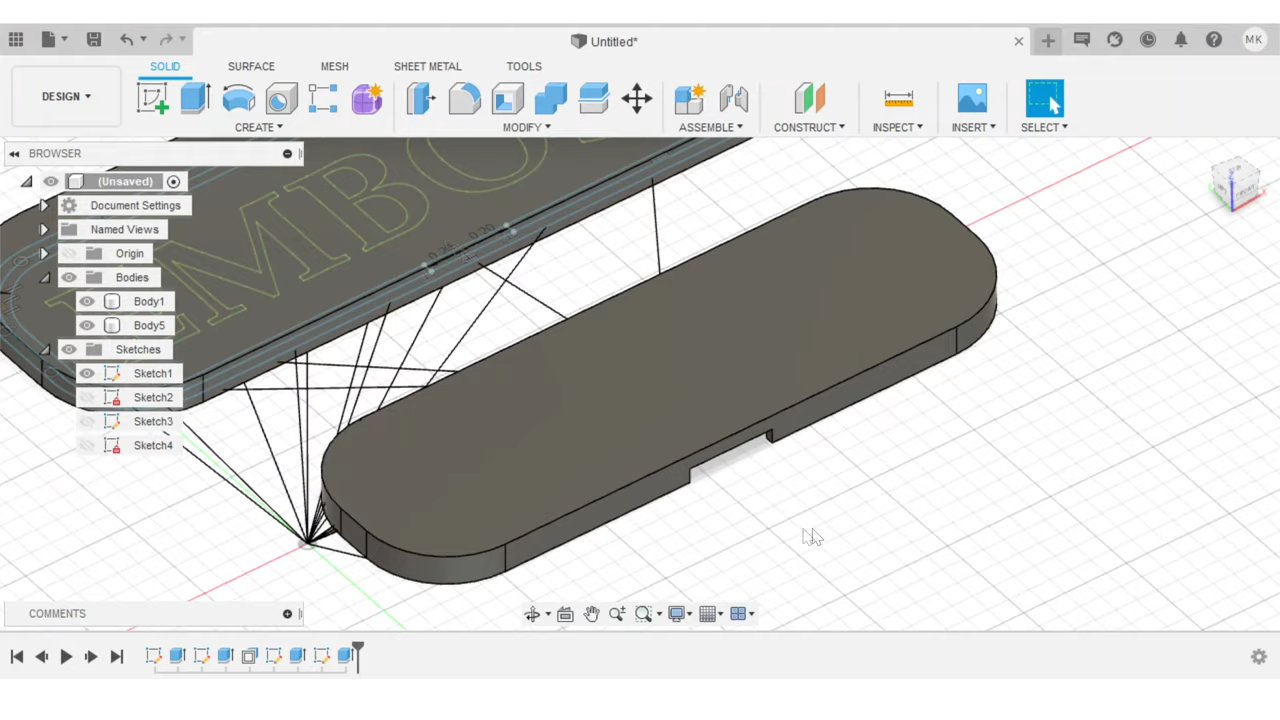 Untitled*
MK
DESIGN
SOLID
SURFACE
MESH
SHEET METAL
TOOLS
CREATE
MODIFY
ASSEMBLE
CONSTRUCT
INSPECT
INSERT
SELECT
BROWSER
(Unsaved)
Document Settings
Named Views
Origin
Bodies
Body1
Body5
Sketches
Sketch1
Sketch2
Sketch3
Sketch4
COMMENTS